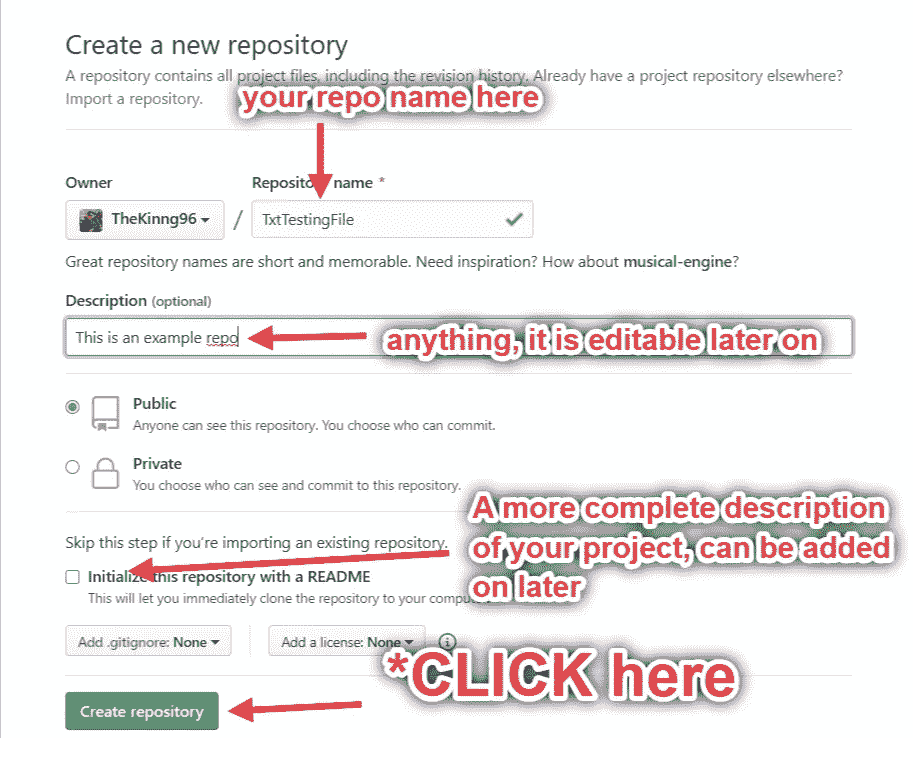 Create a new repository
A repository contains all project files, including the revision history. Already have a project repository elsewhere?
Import a repository.
your repo name here
Owner
Repository name *
TheKinng96
/
TxtTestingFile
Great repository names are short and memorable. Need inspiration? How about musical-engine?
Description (optional)
This is an example repo
anything, it is editable later on
Public
Anyone can see this repository. You choose who can commit.
Private
You choose who can see and commit to this repository.
A more complete description
of your project, can be added
on later
Skip this step if you're importing an existing repository.
Initialize this repository with a README
This will let you immediately clone the repository to your
Add .gitignore: None
Add a license: None
*CLICK here
Create repository